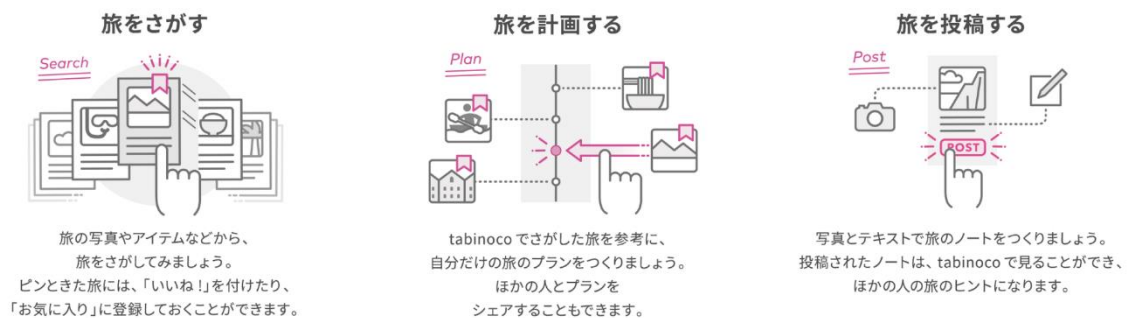 旅をさがす
Search
旅の写真やアイテムなどから、
旅をさがしてみましょう。
ピンときた旅には、「いいね！」を付けたり、
「お気に入り」に登録しておくことができます。
旅を計画する
Plan
tabinocoでさがした旅を参考に、
自分だけの旅のプランをつくりましょう。
ほかの人とプランを
シェアすることもできます。
旅を投稿する
Post
POST
写真とテキストで旅のノートをつくりましょう。
投稿されたノートは、tabinocoで見ることができ、
ほかの人の旅のヒントになります。